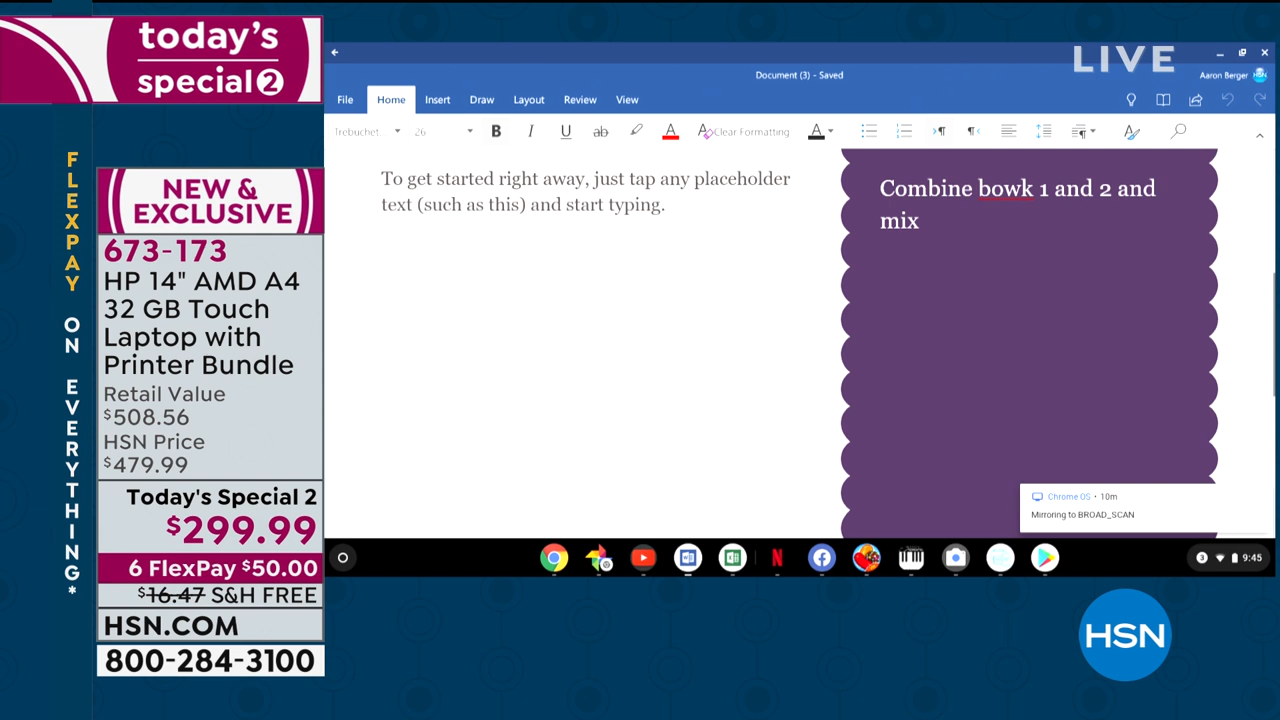 today's
special 2
FLEXPAY ON EVERYTHING*
NEW &
EXCLUSIVE
673-173
HP 14" AMD A4
32 GB Touch
Laptop with
Printer Bundle
Retail Value
$508.56
HSN Price
$479.99
Today's Special 2
$299.99
6 FlexPay $50.00
$16.47 S&H FREE
HSN.COM
800-284-3100
LIVE
Document (3) - Saved
Aaron Berger HSN
File Home Insert Draw Layout Review View
Trebuchet 26 B I U ab A Clear Formatting A
To get started right away, just tap any placeholder
text (such as this) and start typing.
Combine bowk 1 and 2 and
mix
Chrome OS • 10m
Mirroring to BROAD_SCAN
3 9:45
HSN